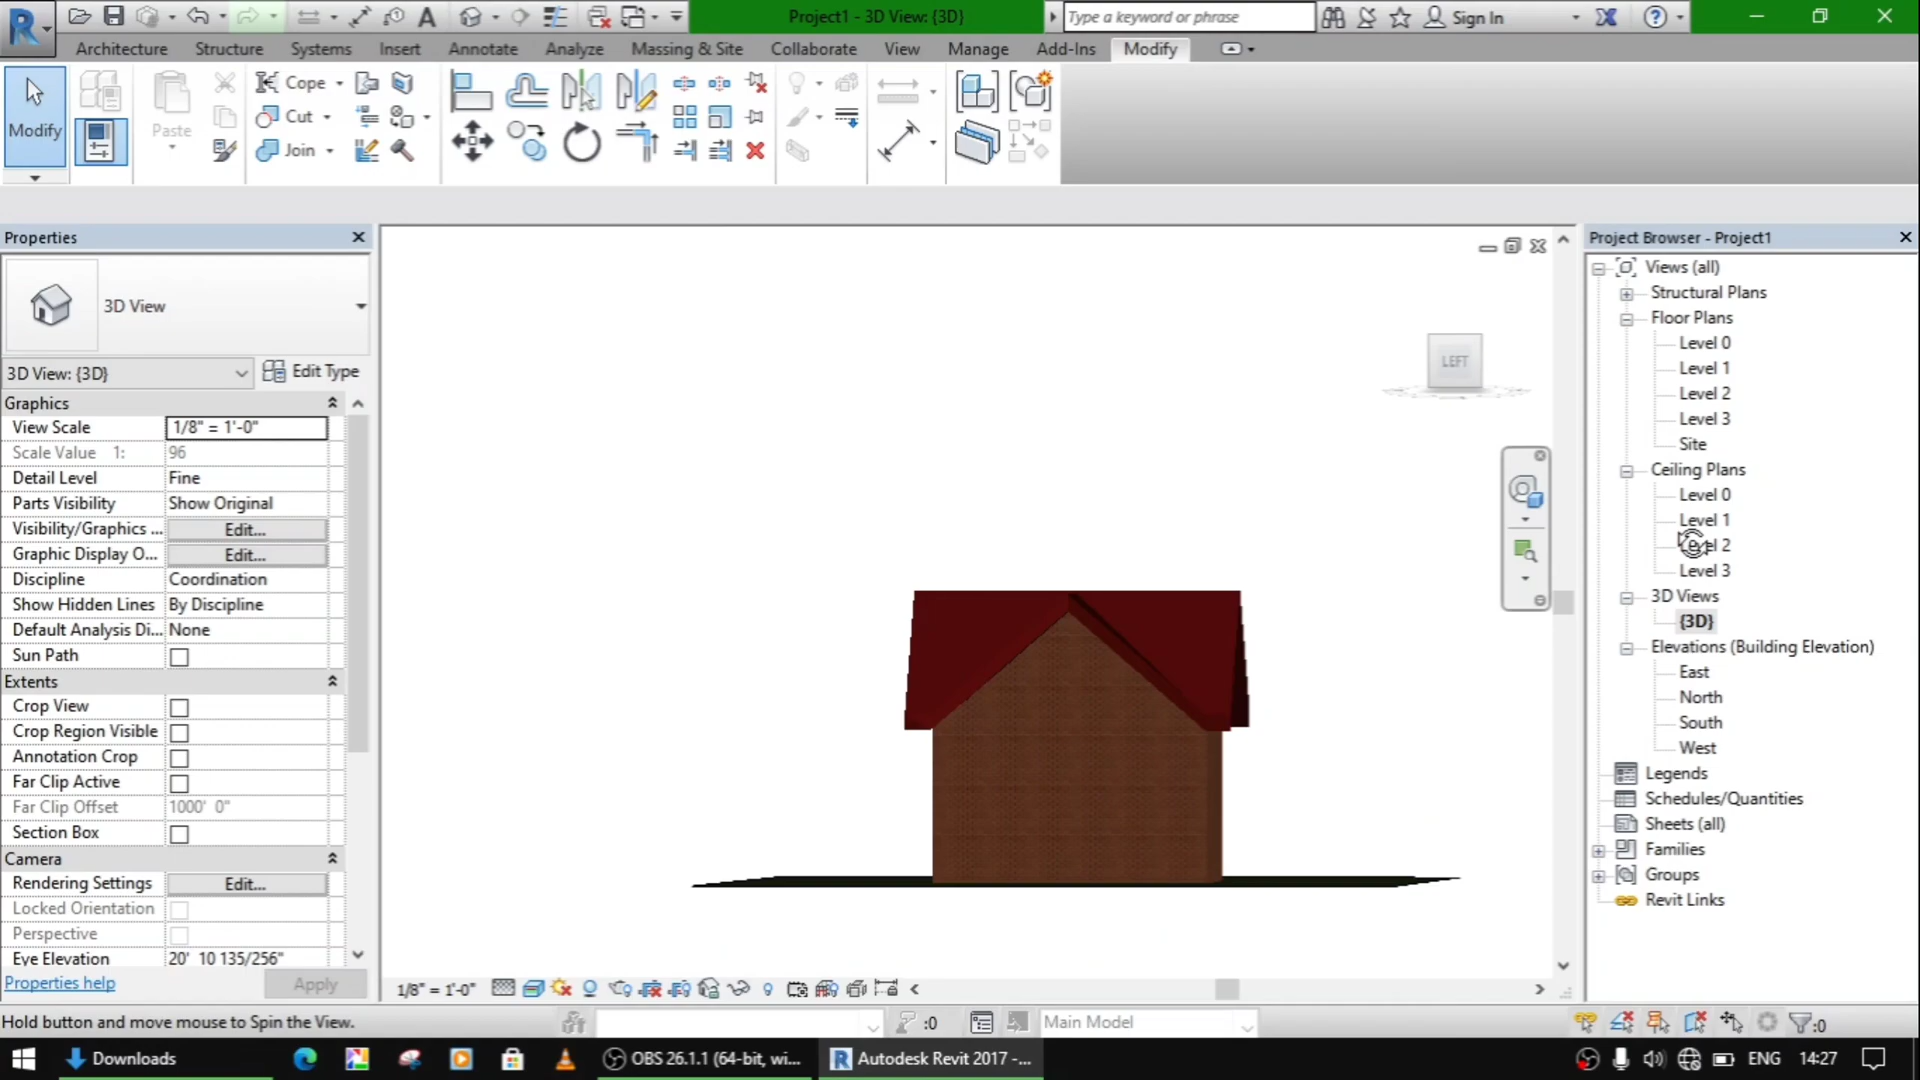 Project1 - 3D View: {3D}
Type a keyword or phrase
Sign In
Architecture Structure Systems Insert Annotate Analyze Massing & Site Collaborate View Manage Add-Ins Modify
Modify
Paste
Cope
Cut
Join
Properties
3D View
3D View: {3D}
Edit Type
Graphics
View Scale 1/8" = 1'-0"
Scale Value 1: 96
Detail Level Fine
Parts Visibility Show Original
Visibility/Graphics ... Edit...
Graphic Display O... Edit...
Discipline Coordination
Show Hidden Lines By Discipline
Default Analysis Di... None
Sun Path
Extents
Crop View
Crop Region Visible
Annotation Crop
Far Clip Active
Far Clip Offset 1000' 0"
Section Box
Camera
Rendering Settings Edit...
Locked Orientation
Perspective
Eye Elevation 20' 10 135/256"
Properties help
Apply
LEFT
1/8" = 1'-0"
Project Browser - Project1
Views (all)
Structural Plans
Floor Plans
Level 0
Level 1
Level 2
Level 3
Site
Ceiling Plans
Level 0
Level 1
2
Level 3
3D Views
{3D}
Elevations (Building Elevation)
East
North
South
West
Legends
Schedules/Quantities
Sheets (all)
Families
Groups
Revit Links
Hold button and move mouse to Spin the View.
:0
Main Model
:0
Downloads
OBS 26.1.1 (64-bit, wi...
Autodesk Revit 2017 -...
ENG
14:27